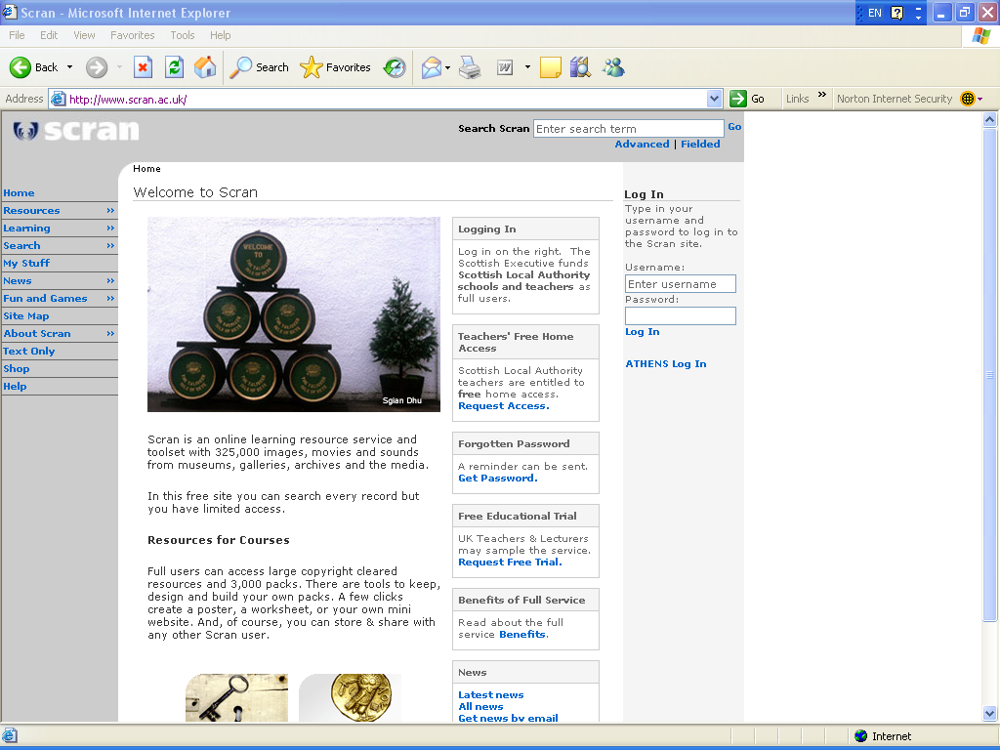 Scran - Microsoft Internet Explorer
EN
File Edit View Favorites Tools Help
Back Search Favorites
Address http://www.scran.ac.uk/ Go Links » Norton Internet Security
scran
Search Scran Enter search term Go
Advanced | Fielded
Home
Welcome to Scran
Home
Resources »
Learning »
Search »
My Stuff
News »
Fun and Games »
Site Map
About Scran »
Text Only
Shop
Help
WELCOME
TO
Sgian Dhu
Scran is an online learning resource service and
toolset with 325,000 images, movies and sounds
from museums, galleries, archives and the media.
In this free site you can search every record but
you have limited access.
Resources for Courses
Full users can access large copyright cleared
resources and 3,000 packs. There are tools to keep,
design and build your own packs. A few clicks
create a poster, a worksheet, or your own mini
website. And, of course, you can store & share with
any other Scran user.
Logging In
Log in on the right. The
Scottish Executive funds
Scottish Local Authority
schools and teachers as
full users.
Teachers' Free Home
Access
Scottish Local Authority
teachers are entitled to
free home access.
Request Access.
Forgotten Password
A reminder can be sent.
Get Password.
Free Educational Trial
UK Teachers & Lecturers
may sample the service.
Request Free Trial.
Benefits of Full Service
Read about the full
service Benefits.
News
Latest news
All news
Get news by email
Log In
Type in your
username and
password to log in to
the Scran site.
Username:
Enter username
Password:
Log In
ATHENS Log In
Internet